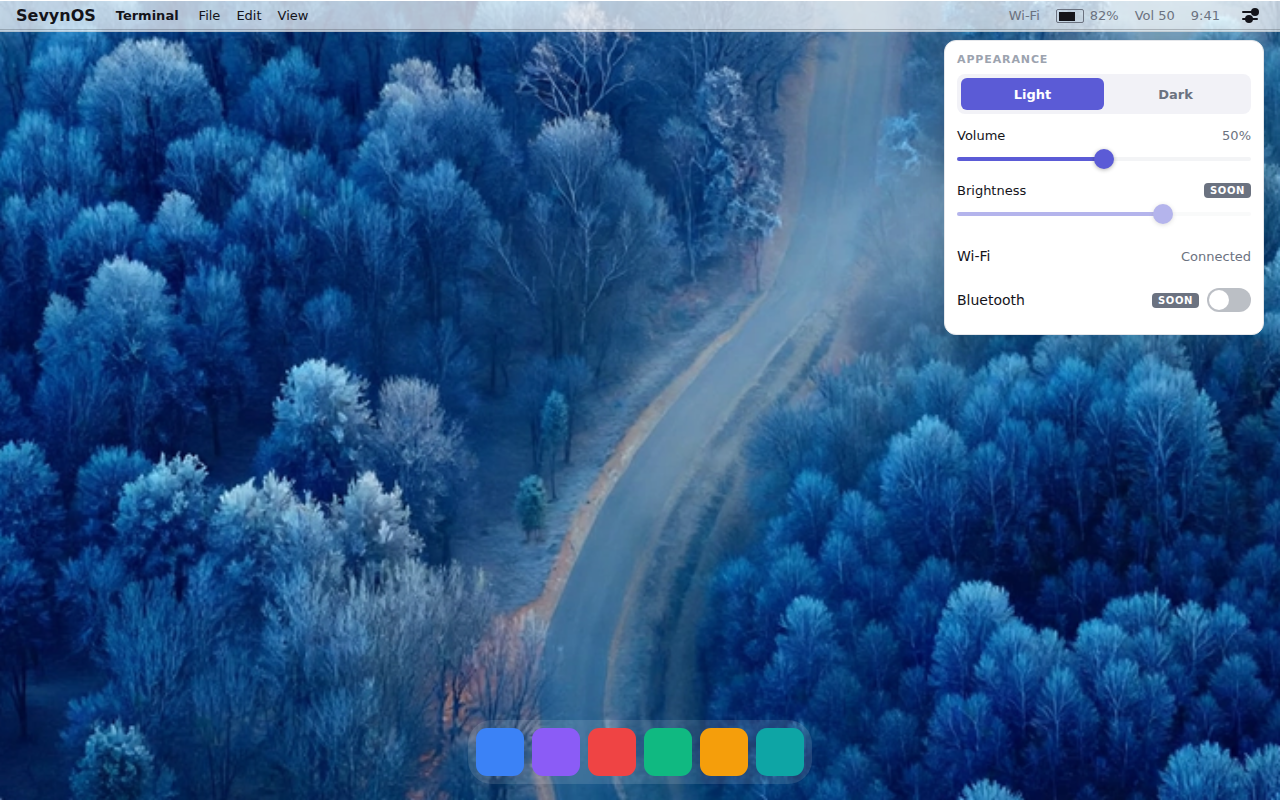 SevynOS Terminal File Edit View Wi-Fi 82% Vol 50 9:41
APPEARANCE
Light Dark
Volume 50%
Brightness SOON
Wi-Fi Connected
Bluetooth SOON